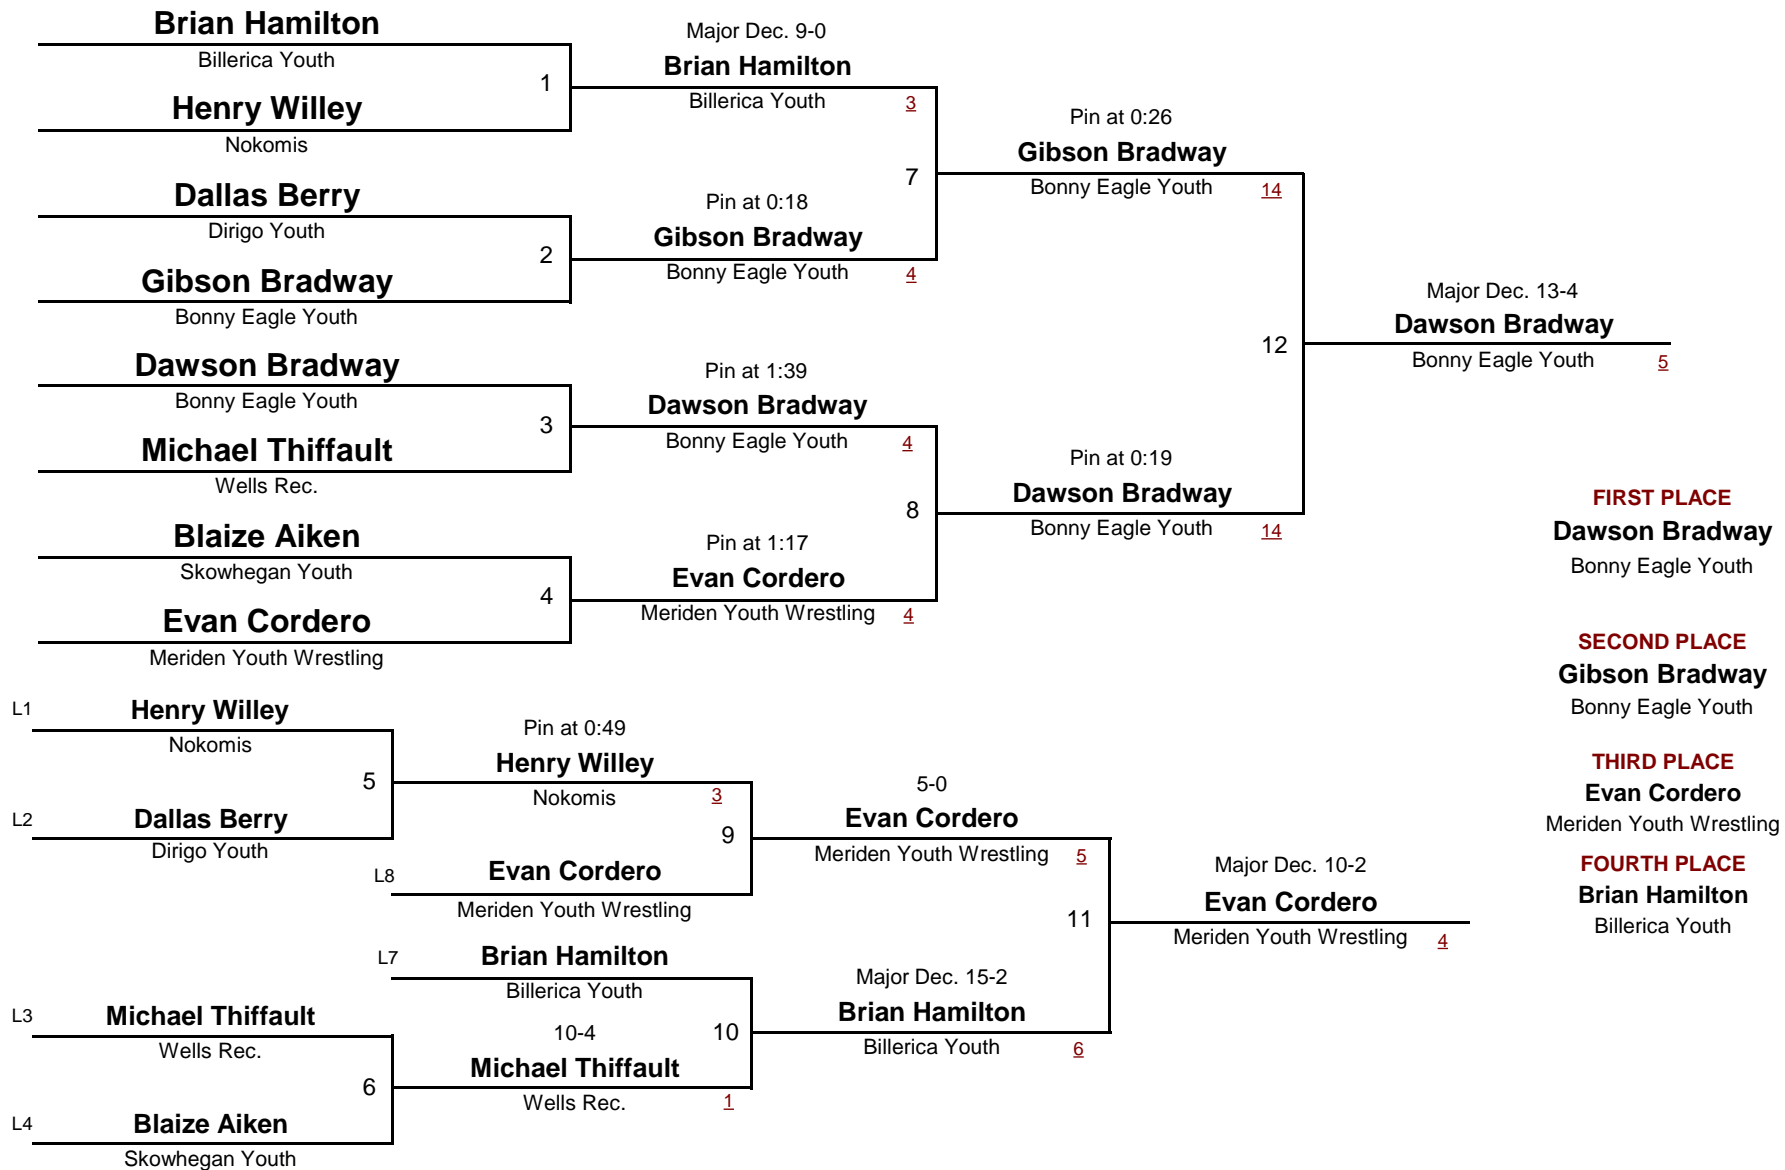 Brian Hamilton
Billerica Youth
1
Henry Willey
Nokomis
Dallas Berry
Dirigo Youth
2
Gibson Bradway
Bonny Eagle Youth
Dawson Bradway
Bonny Eagle Youth
3
Michael Thiffault
Wells Rec.
Blaize Aiken
Skowhegan Youth
4
Evan Cordero
Meriden Youth Wrestling
Major Dec. 9-0
Brian Hamilton
Billerica Youth 3
7
Pin at 0:18
Gibson Bradway
Bonny Eagle Youth 4
Pin at 1:39
Dawson Bradway
Bonny Eagle Youth 4
8
Pin at 1:17
Evan Cordero
Meriden Youth Wrestling 4
Pin at 0:26
Gibson Bradway
Bonny Eagle Youth 14
12
Pin at 0:19
Dawson Bradway
Bonny Eagle Youth 14
Major Dec. 13-4
Dawson Bradway
Bonny Eagle Youth 5
FIRST PLACE
Dawson Bradway
Bonny Eagle Youth
SECOND PLACE
Gibson Bradway
Bonny Eagle Youth
THIRD PLACE
Evan Cordero
Meriden Youth Wrestling
FOURTH PLACE
Brian Hamilton
Billerica Youth
L1 Henry Willey
Nokomis
5
L2 Dallas Berry
Dirigo Youth
Pin at 0:49
Henry Willey
Nokomis 3
9
L8 Evan Cordero
Meriden Youth Wrestling
L7 Brian Hamilton
Billerica Youth
10
L3 Michael Thiffault
Wells Rec.
6
L4 Blaize Aiken
Skowhegan Youth
10-4
Michael Thiffault
Wells Rec. 1
5-0
Evan Cordero
Meriden Youth Wrestling 5
11
Major Dec. 15-2
Brian Hamilton
Billerica Youth 6
Major Dec. 10-2
Evan Cordero
Meriden Youth Wrestling 4